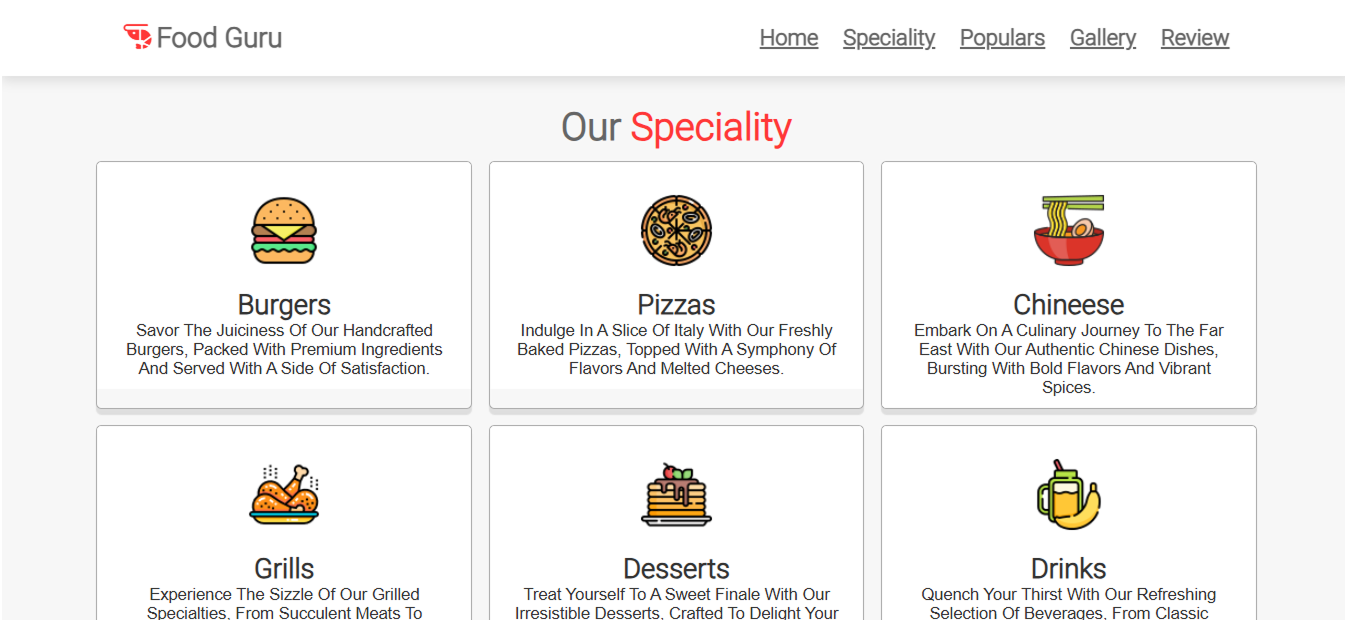 Food Guru
Home Speciality Populars Gallery Review
Our Speciality
Burgers
Savor The Juiciness Of Our Handcrafted
Burgers, Packed With Premium Ingredients
And Served With A Side Of Satisfaction.
Pizzas
Indulge In A Slice Of Italy With Our Freshly
Baked Pizzas, Topped With A Symphony Of
Flavors And Melted Cheeses.
Chineese
Embark On A Culinary Journey To The Far
East With Our Authentic Chinese Dishes,
Bursting With Bold Flavors And Vibrant
Spices.
Grills
Experience The Sizzle Of Our Grilled
Specialties, From Succulent Meats To
Desserts
Treat Yourself To A Sweet Finale With Our
Irresistible Desserts, Crafted To Delight Your
Drinks
Quench Your Thirst With Our Refreshing
Selection Of Beverages, From Classic